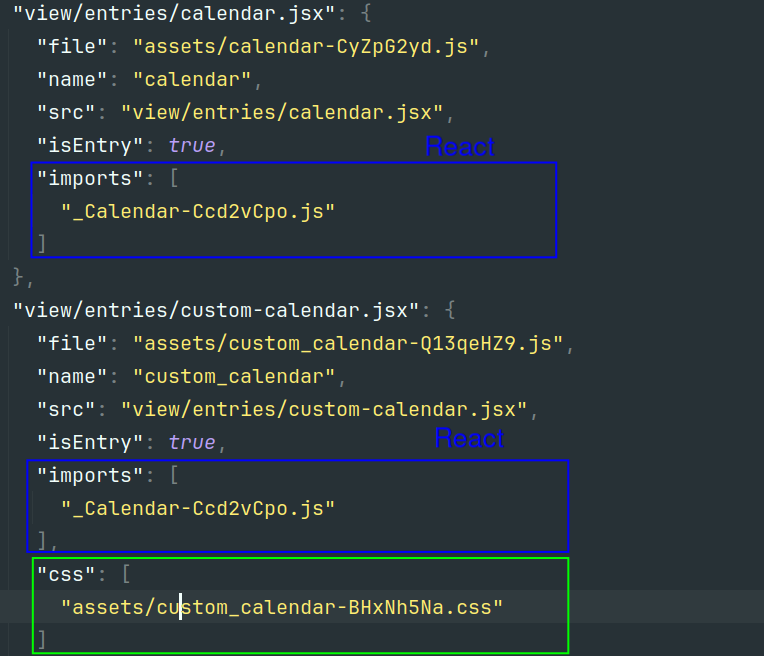 "view/entries/calendar.jsx": {
"file": "assets/calendar-CyZpG2yd.js",
"name": "calendar",
"src": "view/entries/calendar.jsx",
"isEntry": true,
React
"imports": [
"_Calendar-Ccd2vCpo.js"
]
},
"view/entries/custom-calendar.jsx": {
"file": "assets/custom_calendar-Q13qeHZ9.js",
"name": "custom_calendar",
"src": "view/entries/custom-calendar.jsx",
"isEntry": true,
React
"imports": [
"_Calendar-Ccd2vCpo.js"
],
"css": [
"assets/custom_calendar-BHxNh5Na.css"
]